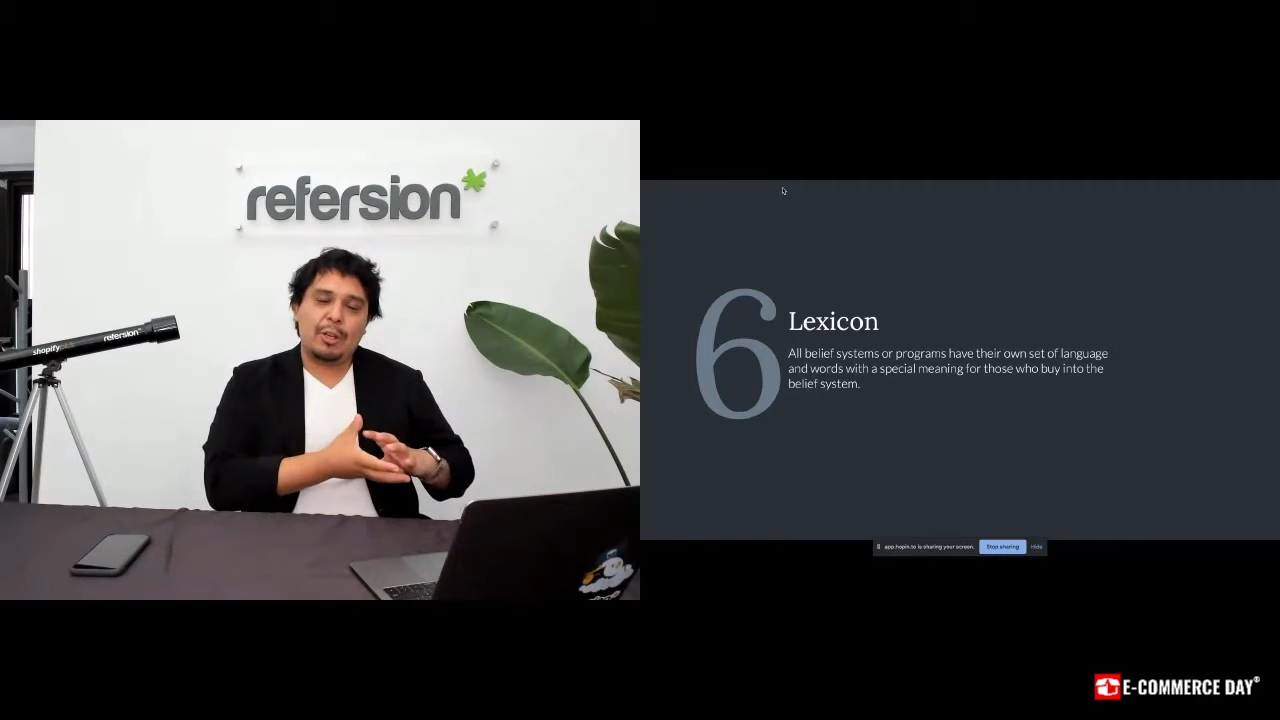 refersion*
refersion
shopify
6
Lexicon
All belief systems or programs have their own set of language
and words with a special meaning for those who buy into the
belief system.
app.hopin.to is sharing your screen.
Stop sharing
Hide
E-COMMERCE DAY®